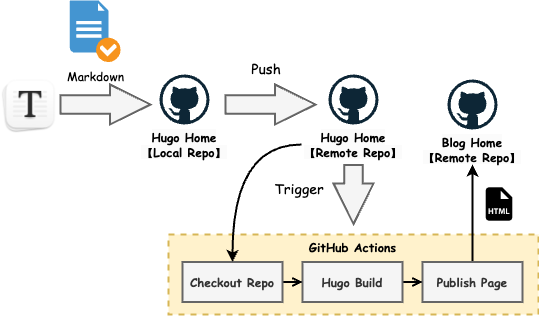 T
Markdown
Push
Hugo Home
【Local Repo】
Hugo Home
【Remote Repo】
Blog Home
【Remote Repo】
Trigger
HTML
GitHub Actions
Checkout Repo
Hugo Build
Publish Page